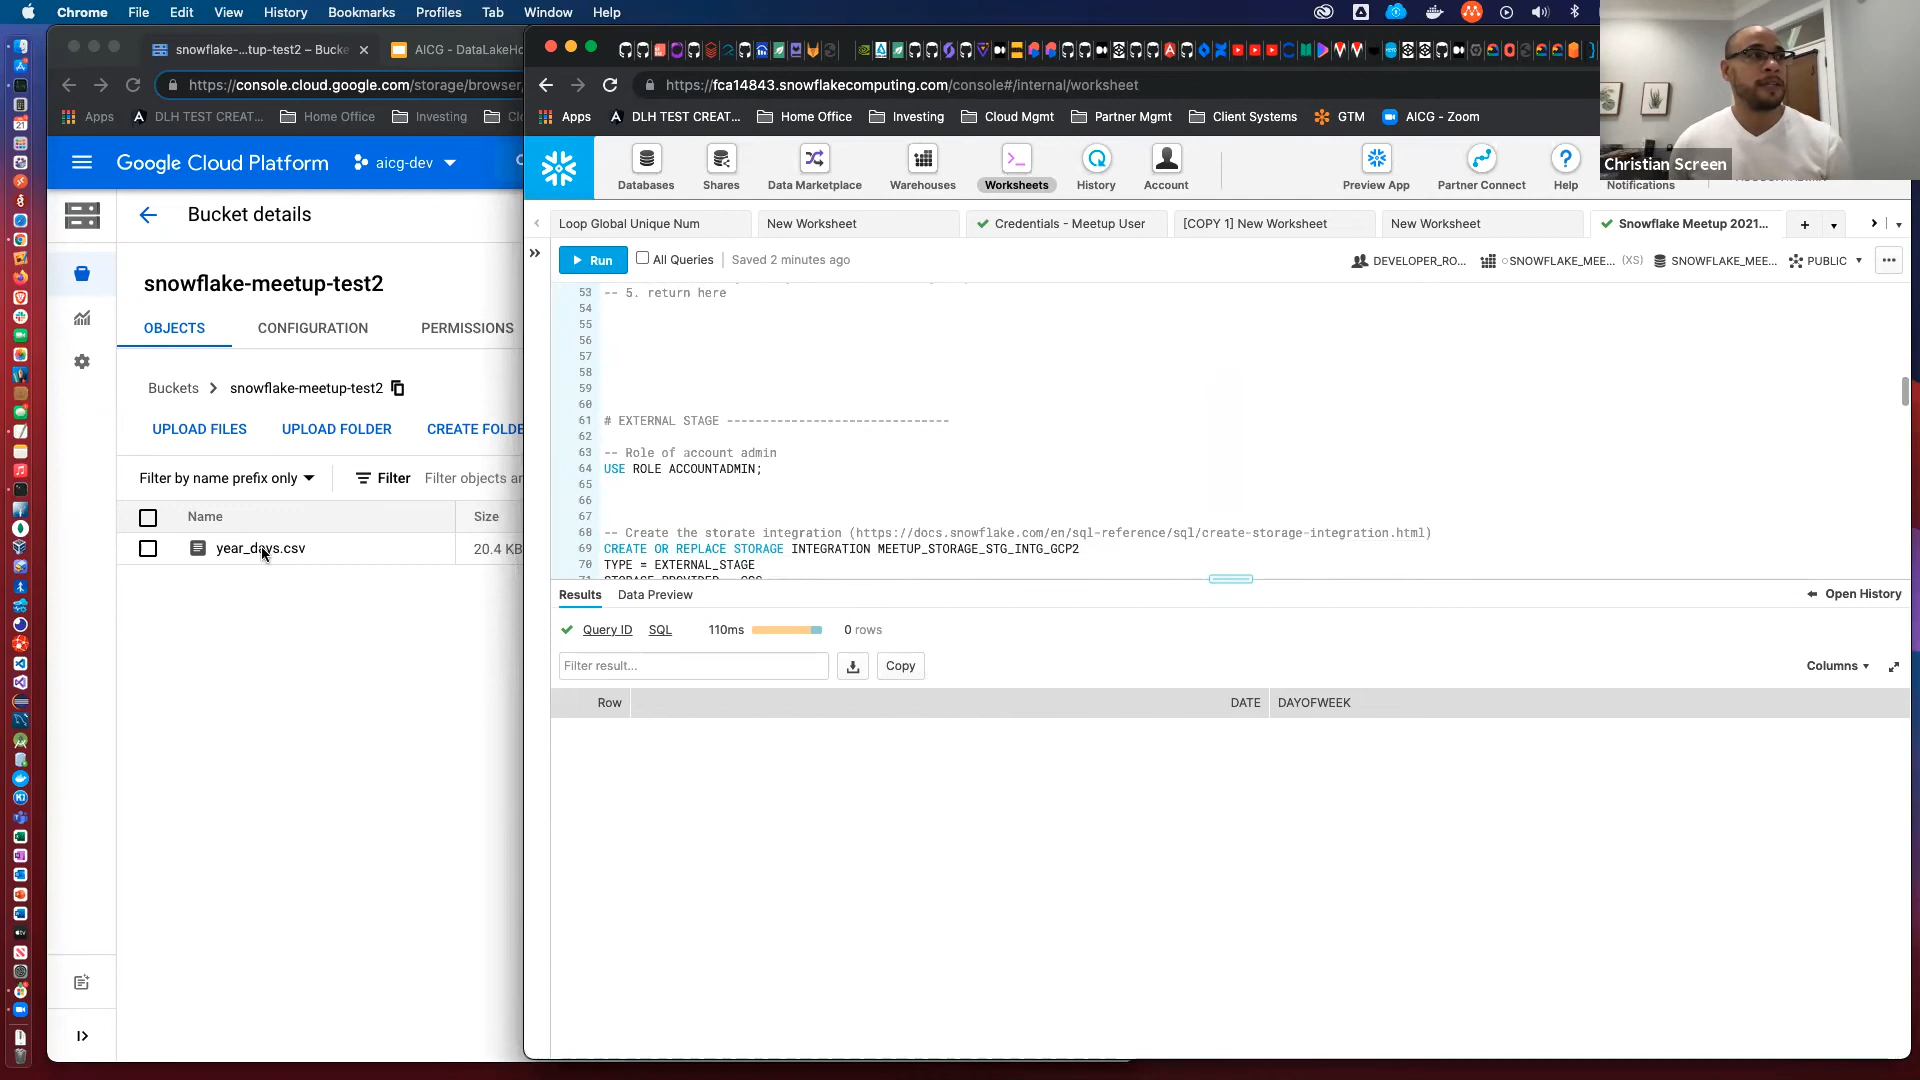 Chrome File Edit View History Bookmarks Profiles Tab Window Help
snowflake-...tup-test2 – Bucke
AICG - DataLakeHo
https://console.cloud.google.com/storage/browser
https://fca14843.snowflakecomputing.com/console#/internal/worksheet
Apps DLH TEST CREAT... Home Office Investing
Apps DLH TEST CREAT... Home Office Investing Cloud Mgmt Partner Mgmt Client Systems GTM AICG - Zoom
Christian Screen
Google Cloud Platform aicg-dev
Databases Shares Data Marketplace Warehouses Worksheets History Account Preview App Partner Connect Help Notifications
Bucket details
Loop Global Unique Num New Worksheet Credentials - Meetup User [COPY 1] New Worksheet New Worksheet Snowflake Meetup 2021...
Run All Queries Saved 2 minutes ago DEVELOPER_RO... SNOWFLAKE_MEE... (XS) SNOWFLAKE_MEE... PUBLIC
snowflake-meetup-test2
OBJECTS CONFIGURATION PERMISSIONS
Buckets > snowflake-meetup-test2
UPLOAD FILES UPLOAD FOLDER CREATE FOLDE
Filter by name prefix only Filter Filter objects an
Name Size
year_days.csv 20.4 KB
53 -- 5. return here
54
55
56
57
58
59
60
61 # EXTERNAL STAGE -------------------------------
62
63 -- Role of account admin
64 USE ROLE ACCOUNTADMIN;
65
66
67
68 -- Create the storate integration (https://docs.snowflake.com/en/sql-reference/sql/create-storage-integration.html)
69 CREATE OR REPLACE STORAGE INTEGRATION MEETUP_STORAGE_STG_INTG_GCP2
70 TYPE = EXTERNAL_STAGE
Results Data Preview Open History
Query ID SQL 110ms 0 rows
Filter result... Copy Columns
Row DATE DAYOFWEEK